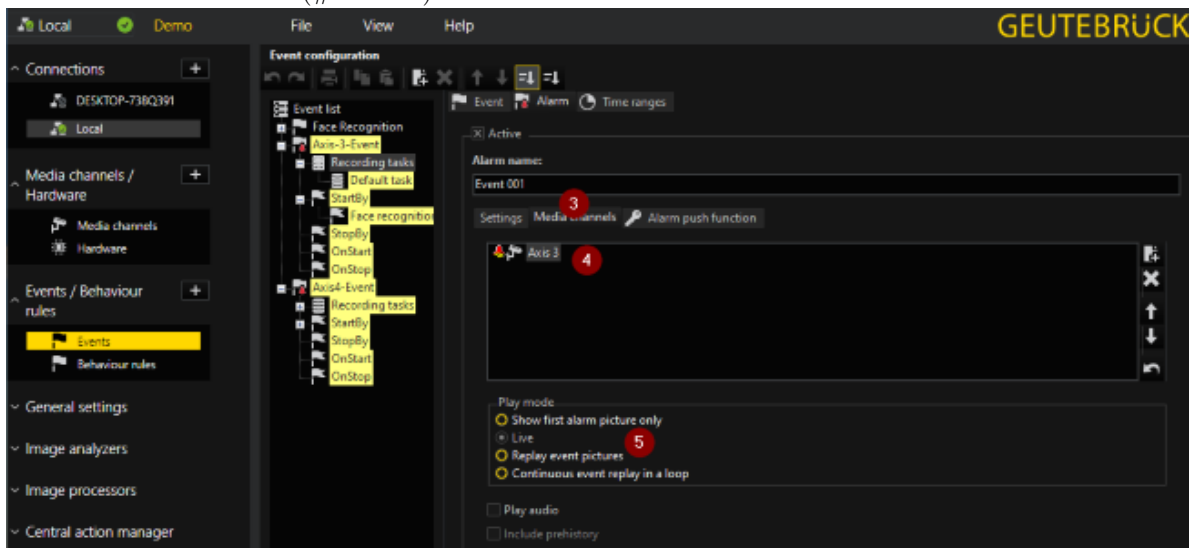 Local Demo File View Help GEUTEBRÜCK
Connections +
DESKTOP-738Q391
Local
Media channels / Hardware +
Media channels
Hardware
Events / Behaviour rules +
Events
Behaviour rules
General settings
Image analyzers
Image processors
Central action manager
Event configuration
Event list
Face Recognition
Axis-3-Event
Recording tasks
Default task
StartBy
Face recognition
StopBy
OnStart
OnStop
Axis4-Event
Recording tasks
StartBy
StopBy
OnStart
OnStop
Event Alarm Time ranges
Active
Alarm name:
Event 001
3
Settings Media channels Alarm push function
Axis 3 4
Play mode
Show first alarm picture only
Live 5
Replay event pictures
Continuous event replay in a loop
Play audio
Include prehistory